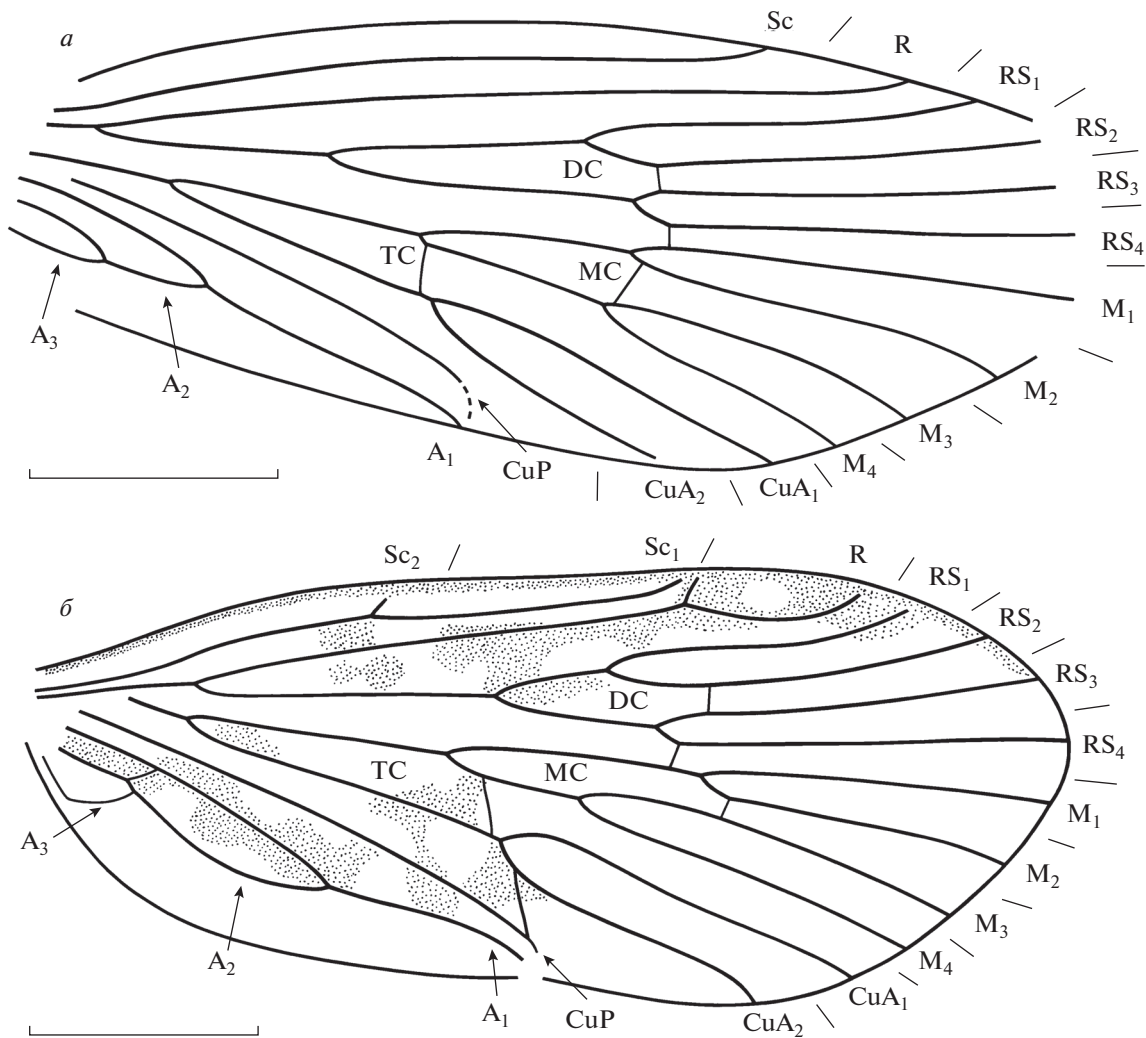 а
Sc
R
RS₁
RS₂
RS₃
RS₄
DC
TC
MC
M₁
M₂
M₃
M₄
CuA₁
CuA₂
CuP
A₁
A₂
A₃
б
Sc₂
Sc₁
R
RS₁
RS₂
RS₃
RS₄
DC
TC
MC
M₁
M₂
M₃
M₄
CuA₁
CuA₂
CuP
A₁
A₂
A₃